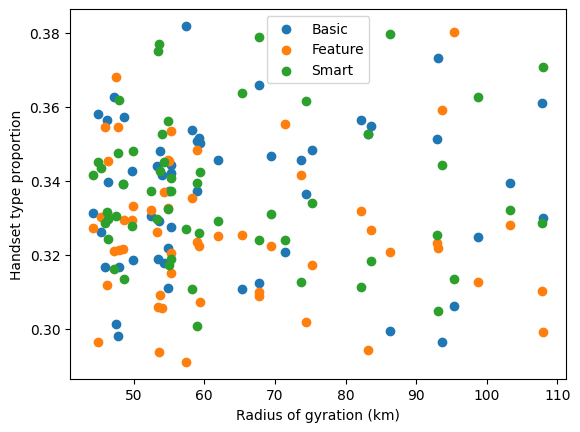 Basic
Feature
Smart
0.38
0.36
0.34
0.32
0.30
Handset type proportion
50 60 70 80 90 100 110
Radius of gyration (km)